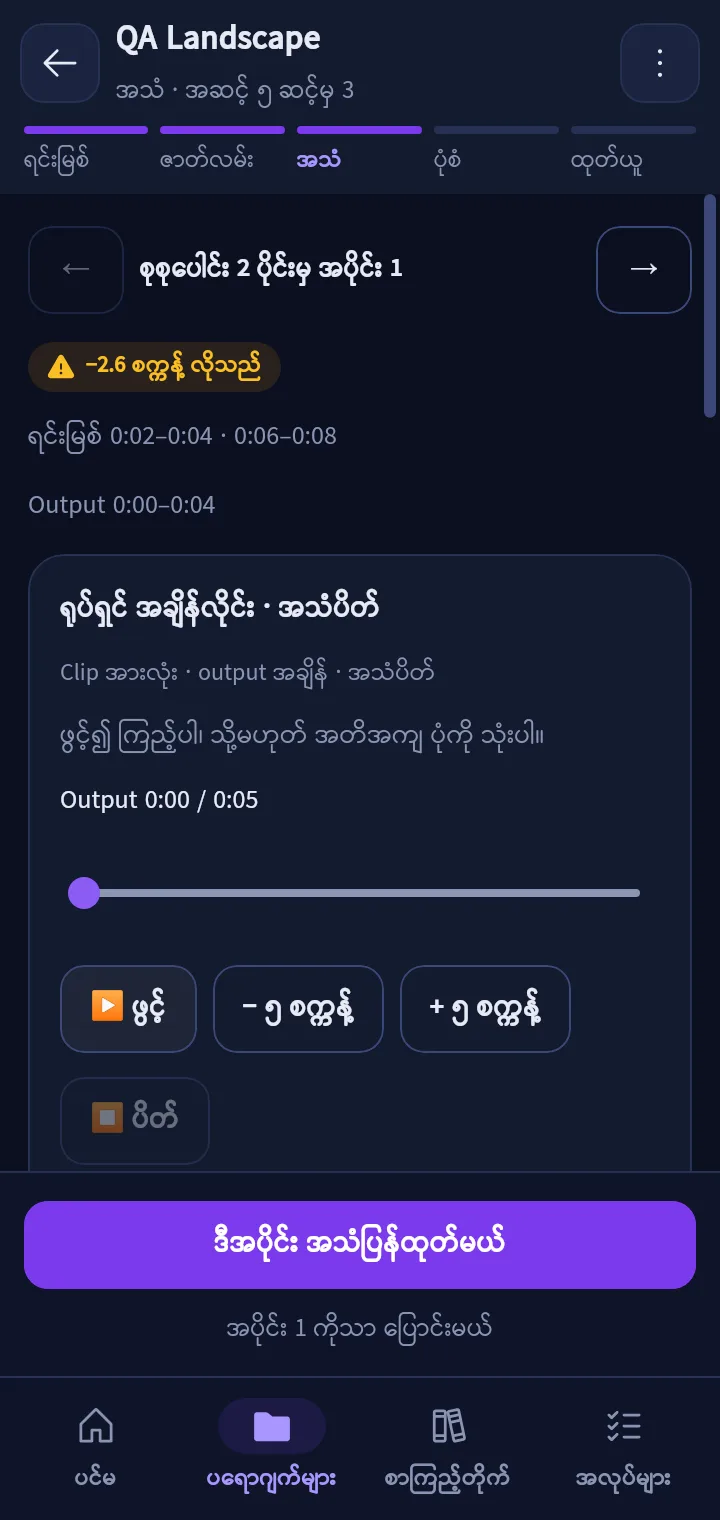 QA Landscape
အသံ · အဆင့် ၅ ဆင့်မှ 3
ရင်းမြစ်
ဇာတ်လမ်း
အသံ
ပုံစံ
ထုတ်ယူ
စုစုပေါင်း 2 ပိုင်းမှ အပိုင်း 1
−2.6 စက္ကန့် လိုသည်
ရင်းမြစ် 0:02–0:04 · 0:06–0:08
Output 0:00–0:04
ရုပ်ရှင် အချိန်လိုင်း · အသံပိတ်
Clip အားလုံး · output အချိန် · အသံပိတ်
ဖွင့်၍ ကြည့်ပါ၊ သို့မဟုတ် အတိအကျ ပုံကို သုံးပါ။
Output 0:00 / 0:05
ဖွင့်
− ၅ စက္ကန့်
+ ၅ စက္ကန့်
ပိတ်
ဒီအပိုင်း အသံပြန်ထုတ်မယ်
အပိုင်း 1 ကိုသာ ပြောင်းမယ်
ပင်မ
ပရောဂျက်များ
စာကြည့်တိုက်
အလုပ်များ